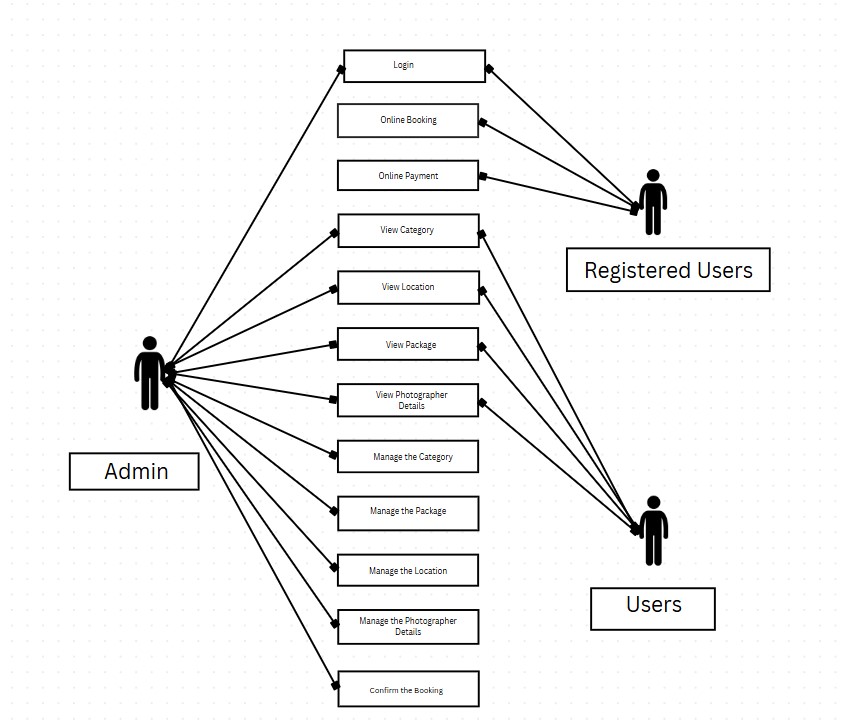 Login
Online Booking
Online Payment
View Category
Registered Users
View Location
View Package
View Photographer
Details
Manage the Category
Admin
Manage the Package
Manage the Location
Users
Manage the Photographer
Details
Confirm the Booking